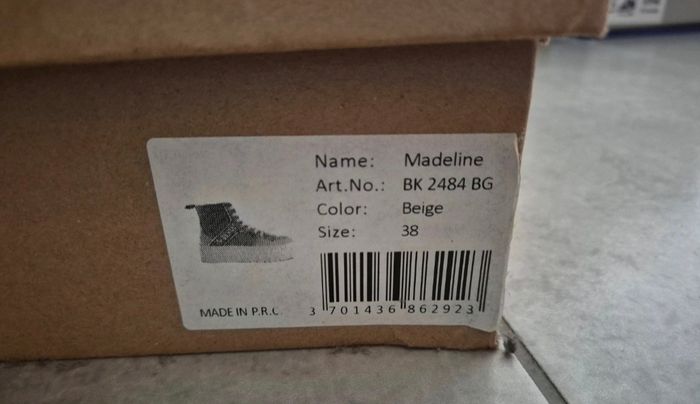 Name: Madeline
Art.No.: BK 2484 BG
Color: Beige
Size: 38
MADE IN P.R.C.
3 701436 862923